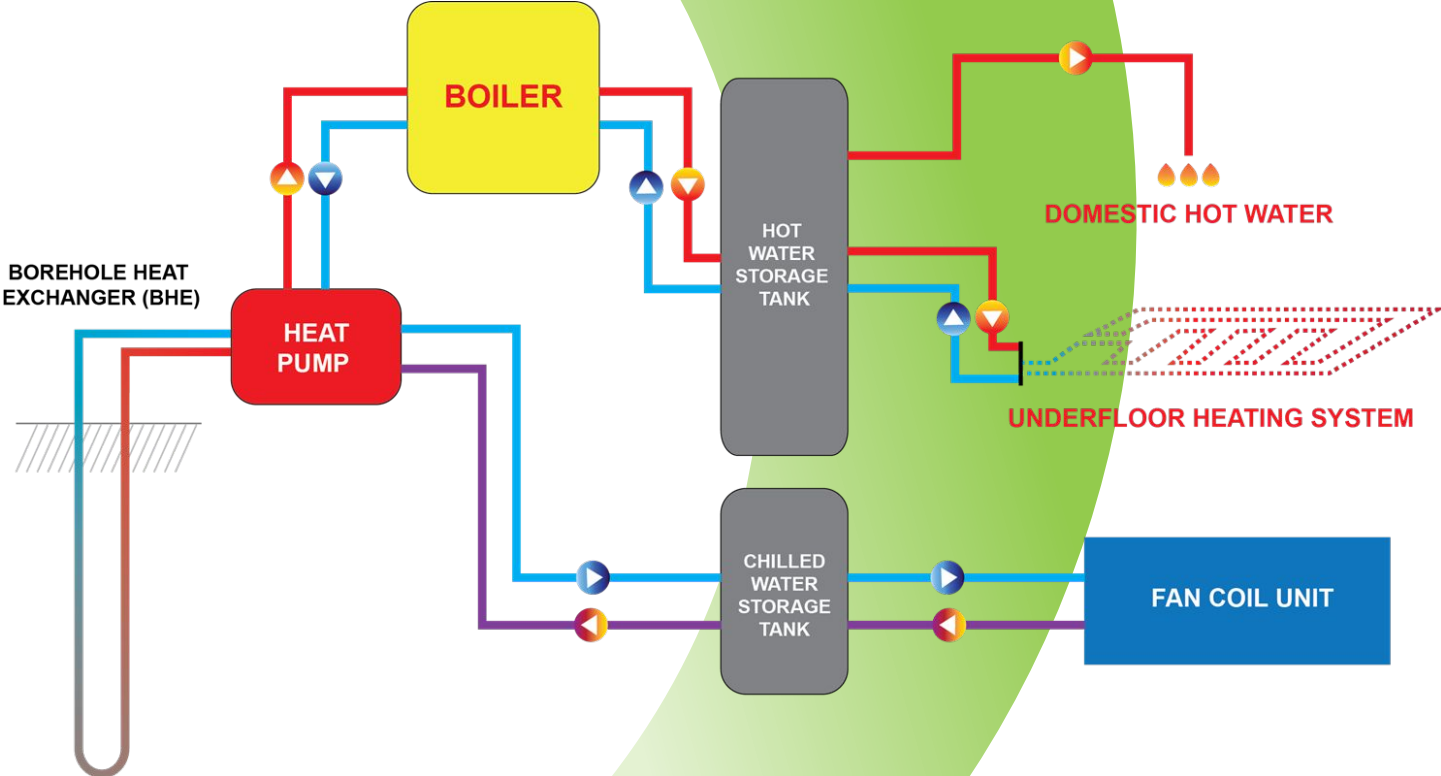 BOILER
HOT
WATER
STORAGE
TANK
DOMESTIC HOT WATER
BOREHOLE HEAT
EXCHANGER (BHE)
HEAT
PUMP
UNDERFLOOR HEATING SYSTEM
CHILLED
WATER
STORAGE
TANK
FAN COIL UNIT